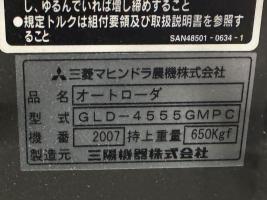 し、ゆるんでいれば増し締めすること
●規定トルクは組付要領及び取扱説明書を参照す
ること
SAN48501-0634-1
三菱マヒンドラ農機株式会社
品名 オートローダ
型式 GLD-4555GMPC
機番 2007 持上重量 650Kgf
製造元 三陽機器株式会社